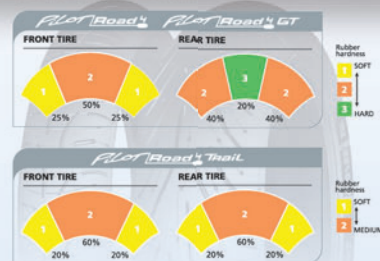 PILOT Road 4 PILOT Road 4 GT
FRONT TIRE REAR TIRE
Rubber hardness
1 2 1
50%
25% 25%
2 3 2
20%
40% 40%
1 SOFT
2
3 HARD
PILOT Road 4 TRAIL
FRONT TIRE REAR TIRE
Rubber hardness
1 2 1
60%
20% 20%
1 2 1
60%
20% 20%
1 SOFT
2 MEDIUM